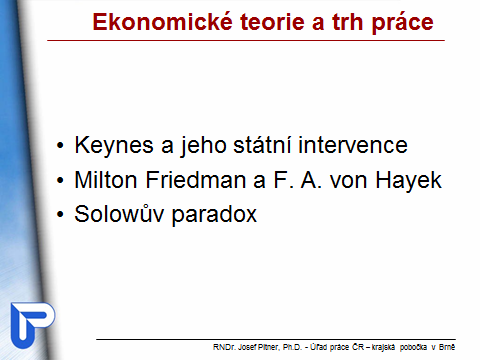 Ekonomické teorie a trh práce
• Keynes a jeho státní intervence
• Milton Friedman a F. A. von Hayek
• Solowův paradox
RNDr. Josef Pitner, Ph.D. - Úřad práce ČR – krajská pobočka v Brně